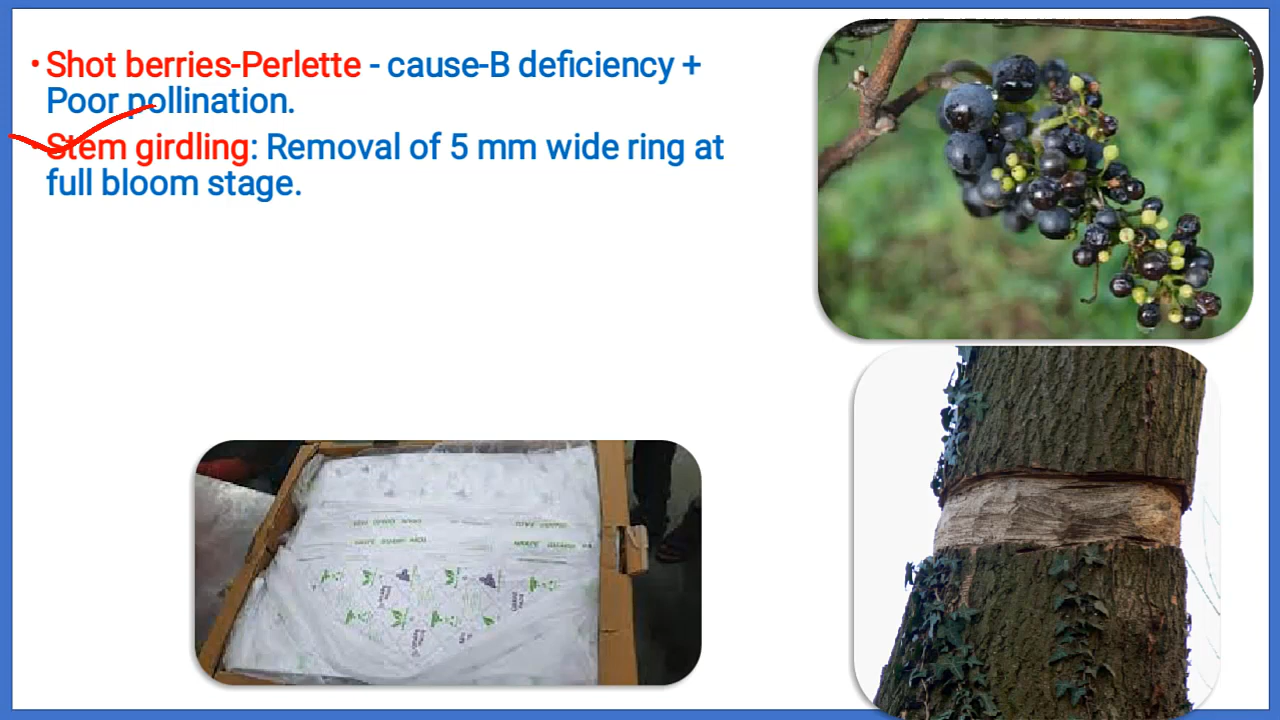 • Shot berries-Perlette - cause-B deficiency +
Poor pollination.
• Stem girdling: Removal of 5 mm wide ring at
full bloom stage.